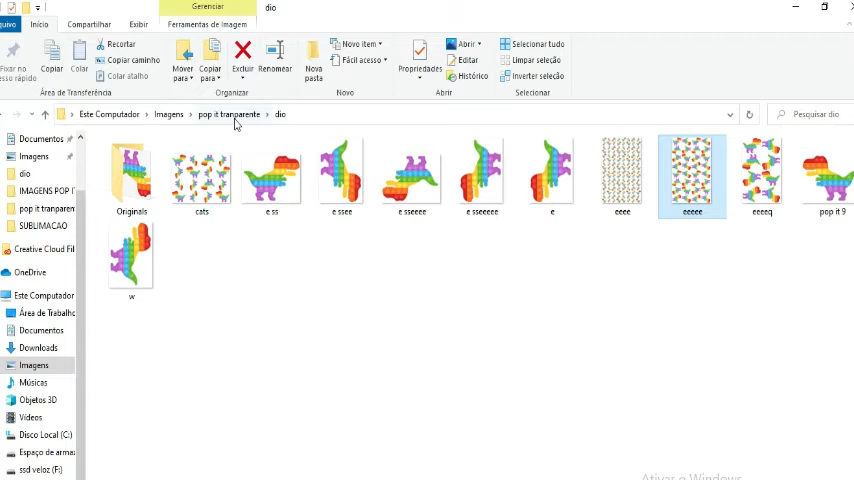 Gerenciar
dio
quivo
Início
Compartilhar
Exibir
Ferramentas de Imagem
Fixar no
esso rápido
Copiar
Recortar
Copiar caminho
Colar atalho
Área de Transferência
Mover
para
Copiar
para
Excluir
Renomear
Organizar
Nova
pasta
Novo item
Fácil acesso
Novo
Propriedades
Abrir
Editar
Histórico
Abrir
Selecionar tudo
Limpar seleção
Inverter seleção
Selecionar
Este Computador > Imagens > pop it tranparente > dio
Pesquisar dio
Documentos
Imagens
dio
IMAGENS POP I
pop it tranparen
SUBLIMACAO
Creative Cloud Fil
OneDrive
Este Computador
Área de Trabalho
Documentos
Downloads
Imagens
Músicas
Objetos 3D
Vídeos
Disco Local (C:)
Espaço de armaz
ssd veloz (F:)
Originals
cats
e ss
e ssee
e sseeee
e sseeeee
e
eeee
eeeee
eeeeq
pop it 9
w
Ativar o Windows